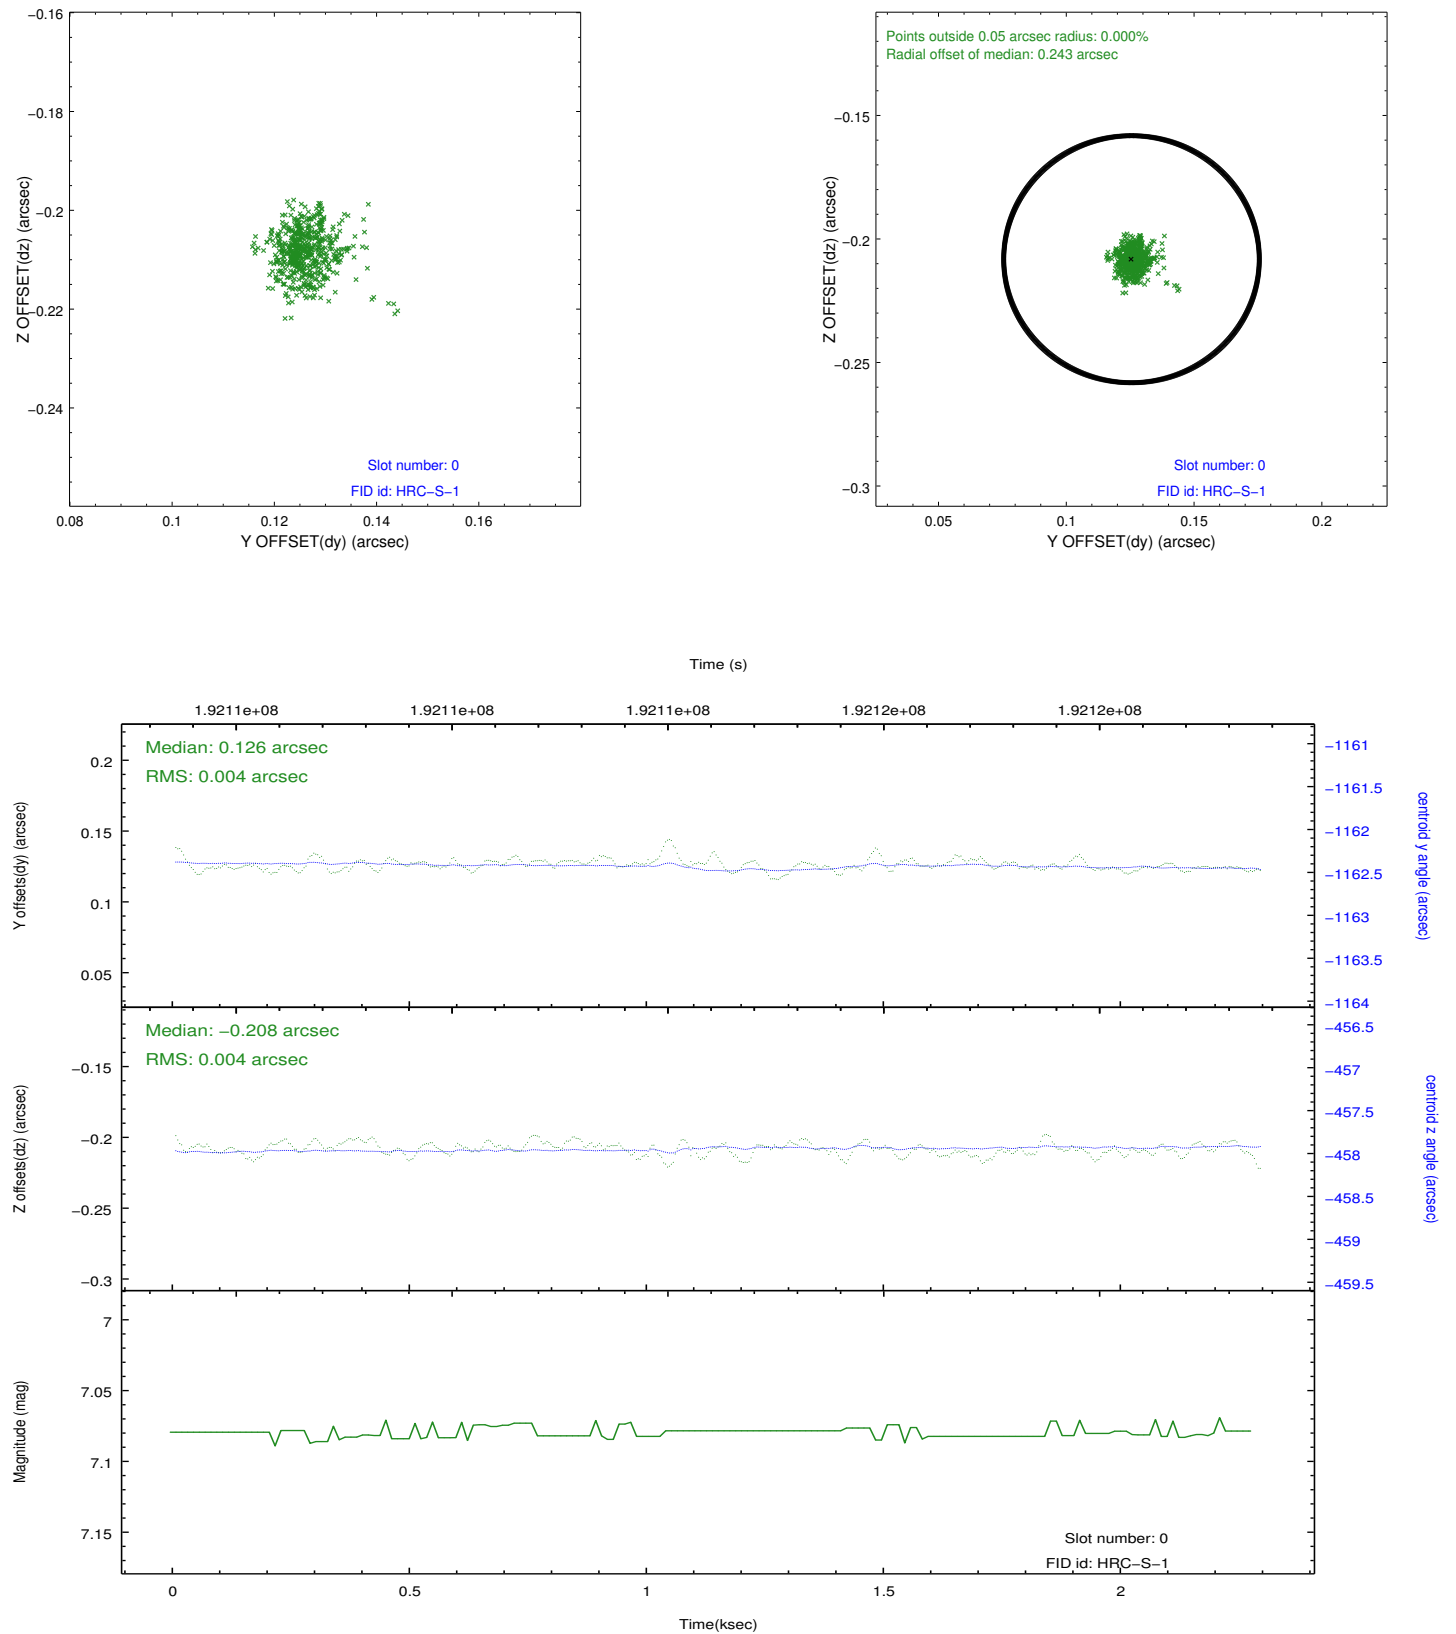 −0.16
−0.18
−0.2
−0.22
−0.24
Z OFFSET(dz) (arcsec)
Slot number: 0
FID id: HRC−S−1
0.08 0.1 0.12 0.14 0.16
Y OFFSET(dy) (arcsec)
Points outside 0.05 arcsec radius: 0.000%
Radial offset of median: 0.243 arcsec
−0.15
−0.2
−0.25
−0.3
Z OFFSET(dz) (arcsec)
Slot number: 0
FID id: HRC−S−1
0.05 0.1 0.15 0.2
Y OFFSET(dy) (arcsec)
Time (s)
1.9211e+08 1.9211e+08 1.9211e+08 1.9212e+08 1.9212e+08
Median: 0.126 arcsec
RMS: 0.004 arcsec
0.2
0.15
0.1
0.05
Y offsets(dy) (arcsec)
−1161
−1161.5
−1162
−1162.5
−1163
−1163.5
−1164
centroid y angle (arcsec)
Median: −0.208 arcsec
RMS: 0.004 arcsec
−0.15
−0.2
−0.25
−0.3
Z offsets(dz) (arcsec)
−456.5
−457
−457.5
−458
−458.5
−459
−459.5
centroid z angle (arcsec)
7
7.05
7.1
7.15
Magnitude (mag)
Slot number: 0
FID id: HRC−S−1
0 0.5 1 1.5 2
Time(ksec)